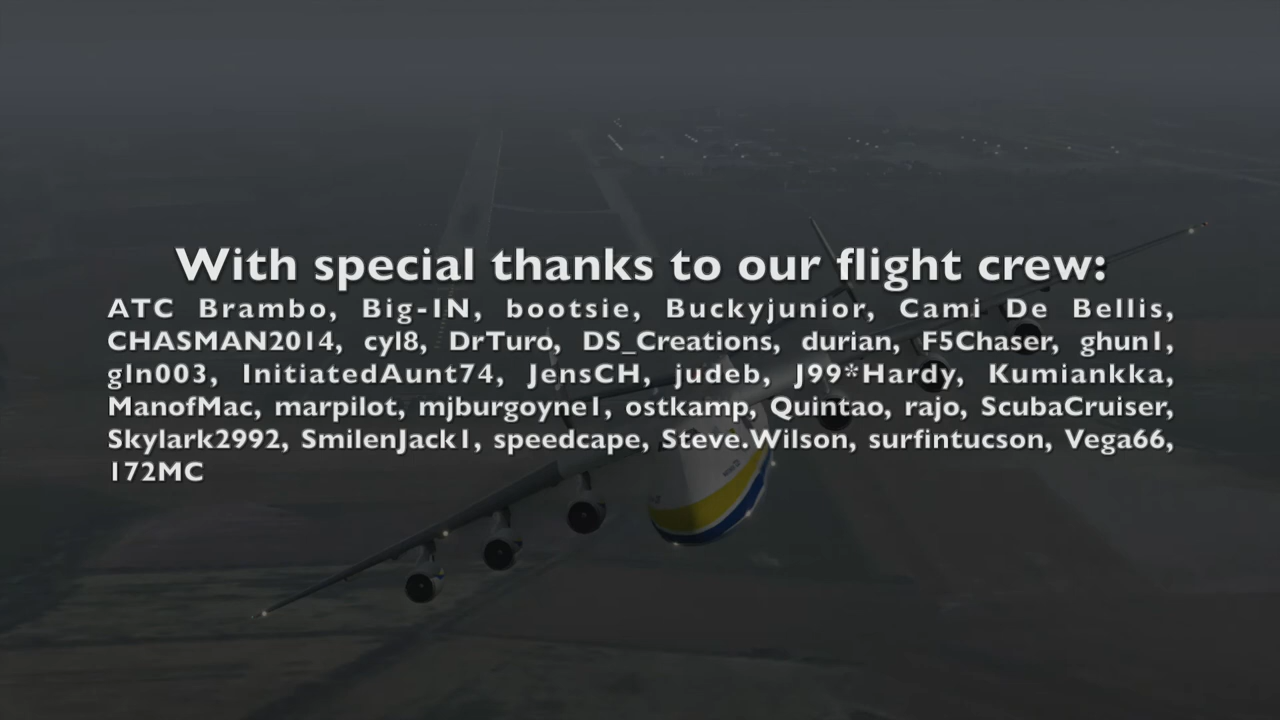 With special thanks to our flight crew:
ATC Brambo, Big-IN, bootsie, Buckyjunior, Cami De Bellis,
CHASMAN2014, cyl8, DrTuro, DS_Creations, durian, F5Chaser, ghun1,
gln003, InitiatedAunt74, JensCH, judeb, J99*Hardy, Kumiankka,
ManofMac, marpilot, mjburgoyne1, ostkamp, Quintao, rajo, ScubaCruiser,
Skylark2992, SmilenJack1, speedcape, Steve.Wilson, surfintucson, Vega66,
172MC